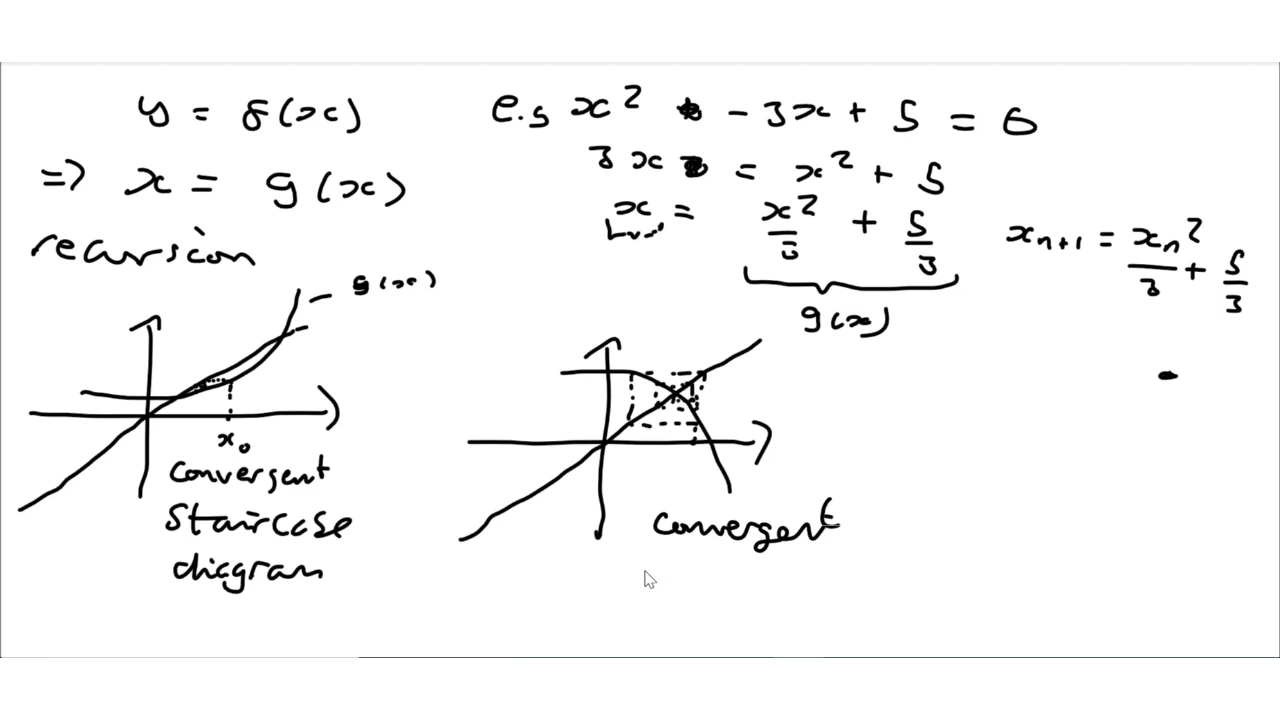 y = f(x)
=> x = g(x)
recursion
e.g x² - 3x + 5 = 0
3x = x² + 5
x = x²/3 + 5/3
g(x)
xₙ₊₁ = xₙ²/3 + 5/3
g(x)
x₀
convergent
staircase
diagram
convergent